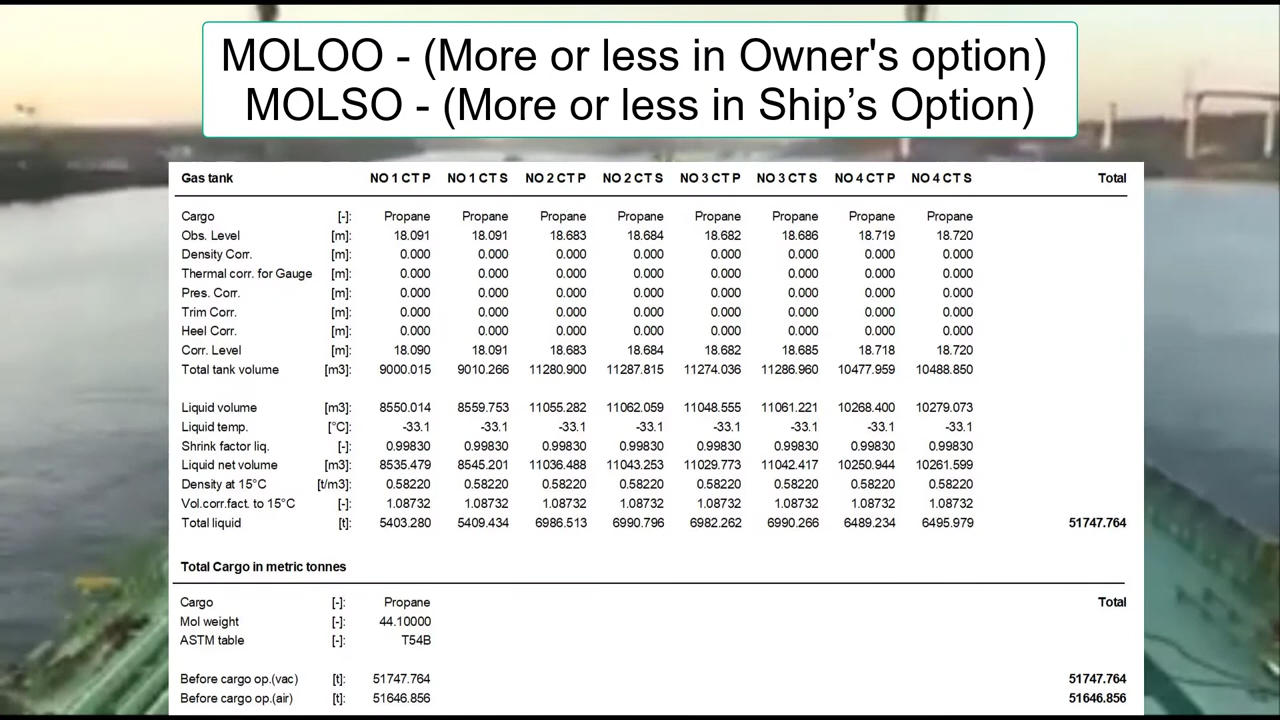 MOLOO - (More or less in Owner's option)
MOLSO - (More or less in Ship’s Option)
Gas tank NO 1 CT P NO 1 CT S NO 2 CT P NO 2 CT S NO 3 CT P NO 3 CT S NO 4 CT P NO 4 CT S Total
Cargo [-]: Propane Propane Propane Propane Propane Propane Propane Propane
Obs. Level [m]: 18.091 18.091 18.683 18.684 18.682 18.686 18.719 18.720
Density Corr. [m]: 0.000 0.000 0.000 0.000 0.000 0.000 0.000 0.000
Thermal corr. for Gauge [m]: 0.000 0.000 0.000 0.000 0.000 0.000 0.000 0.000
Pres. Corr. [m]: 0.000 0.000 0.000 0.000 0.000 0.000 0.000 0.000
Trim Corr. [m]: 0.000 0.000 0.000 0.000 0.000 0.000 0.000 0.000
Heel Corr. [m]: 0.000 0.000 0.000 0.000 0.000 0.000 0.000 0.000
Corr. Level [m]: 18.090 18.091 18.683 18.684 18.682 18.685 18.718 18.720
Total tank volume [m3]: 9000.015 9010.266 11280.900 11287.815 11274.036 11286.960 10477.959 10488.850
Liquid volume [m3]: 8550.014 8559.753 11055.282 11062.059 11048.555 11061.221 10268.400 10279.073
Liquid temp. [°C]: -33.1 -33.1 -33.1 -33.1 -33.1 -33.1 -33.1 -33.1
Shrink factor liq. [-]: 0.99830 0.99830 0.99830 0.99830 0.99830 0.99830 0.99830 0.99830
Liquid net volume [m3]: 8535.479 8545.201 11036.488 11043.253 11029.773 11042.417 10250.944 10261.599
Density at 15°C [t/m3]: 0.58220 0.58220 0.58220 0.58220 0.58220 0.58220 0.58220 0.58220
Vol.corr.fact. to 15°C [-]: 1.08732 1.08732 1.08732 1.08732 1.08732 1.08732 1.08732 1.08732
Total liquid [t]: 5403.280 5409.434 6986.513 6990.796 6982.262 6990.266 6489.234 6495.979 51747.764
Total Cargo in metric tonnes
Cargo [-]: Propane Total
Mol weight [-]: 44.10000
ASTM table [-]: T54B
Before cargo op.(vac) [t]: 51747.764 51747.764
Before cargo op.(air) [t]: 51646.856 51646.856